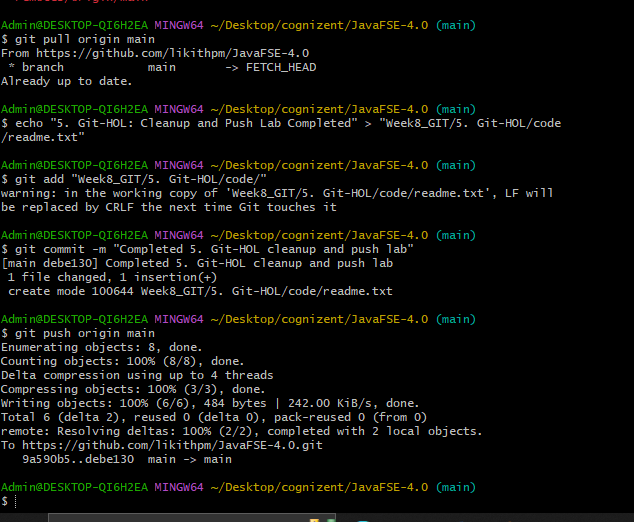 Admin@DESKTOP-QI6H2EA MINGW64 ~/Desktop/cognizent/JavaFSE-4.0 (main)
$ git pull origin main
From https://github.com/likithpm/JavaFSE-4.0
 * branch            main       -> FETCH_HEAD
Already up to date.

Admin@DESKTOP-QI6H2EA MINGW64 ~/Desktop/cognizent/JavaFSE-4.0 (main)
$ echo "5. Git-HOL: Cleanup and Push Lab Completed" > "Week8_GIT/5. Git-HOL/code
/readme.txt"

Admin@DESKTOP-QI6H2EA MINGW64 ~/Desktop/cognizent/JavaFSE-4.0 (main)
$ git add "Week8_GIT/5. Git-HOL/code/"
warning: in the working copy of 'Week8_GIT/5. Git-HOL/code/readme.txt', LF will
be replaced by CRLF the next time Git touches it

Admin@DESKTOP-QI6H2EA MINGW64 ~/Desktop/cognizent/JavaFSE-4.0 (main)
$ git commit -m "Completed 5. Git-HOL cleanup and push lab"
[main debe130] Completed 5. Git-HOL cleanup and push lab
 1 file changed, 1 insertion(+)
 create mode 100644 Week8_GIT/5. Git-HOL/code/readme.txt

Admin@DESKTOP-QI6H2EA MINGW64 ~/Desktop/cognizent/JavaFSE-4.0 (main)
$ git push origin main
Enumerating objects: 8, done.
Counting objects: 100% (8/8), done.
Delta compression using up to 4 threads
Compressing objects: 100% (3/3), done.
Writing objects: 100% (6/6), 484 bytes | 242.00 KiB/s, done.
Total 6 (delta 2), reused 0 (delta 0), pack-reused 0 (from 0)
remote: Resolving deltas: 100% (2/2), completed with 2 local objects.
To https://github.com/likithpm/JavaFSE-4.0.git
   9a590b5..debe130  main -> main

Admin@DESKTOP-QI6H2EA MINGW64 ~/Desktop/cognizent/JavaFSE-4.0 (main)
$